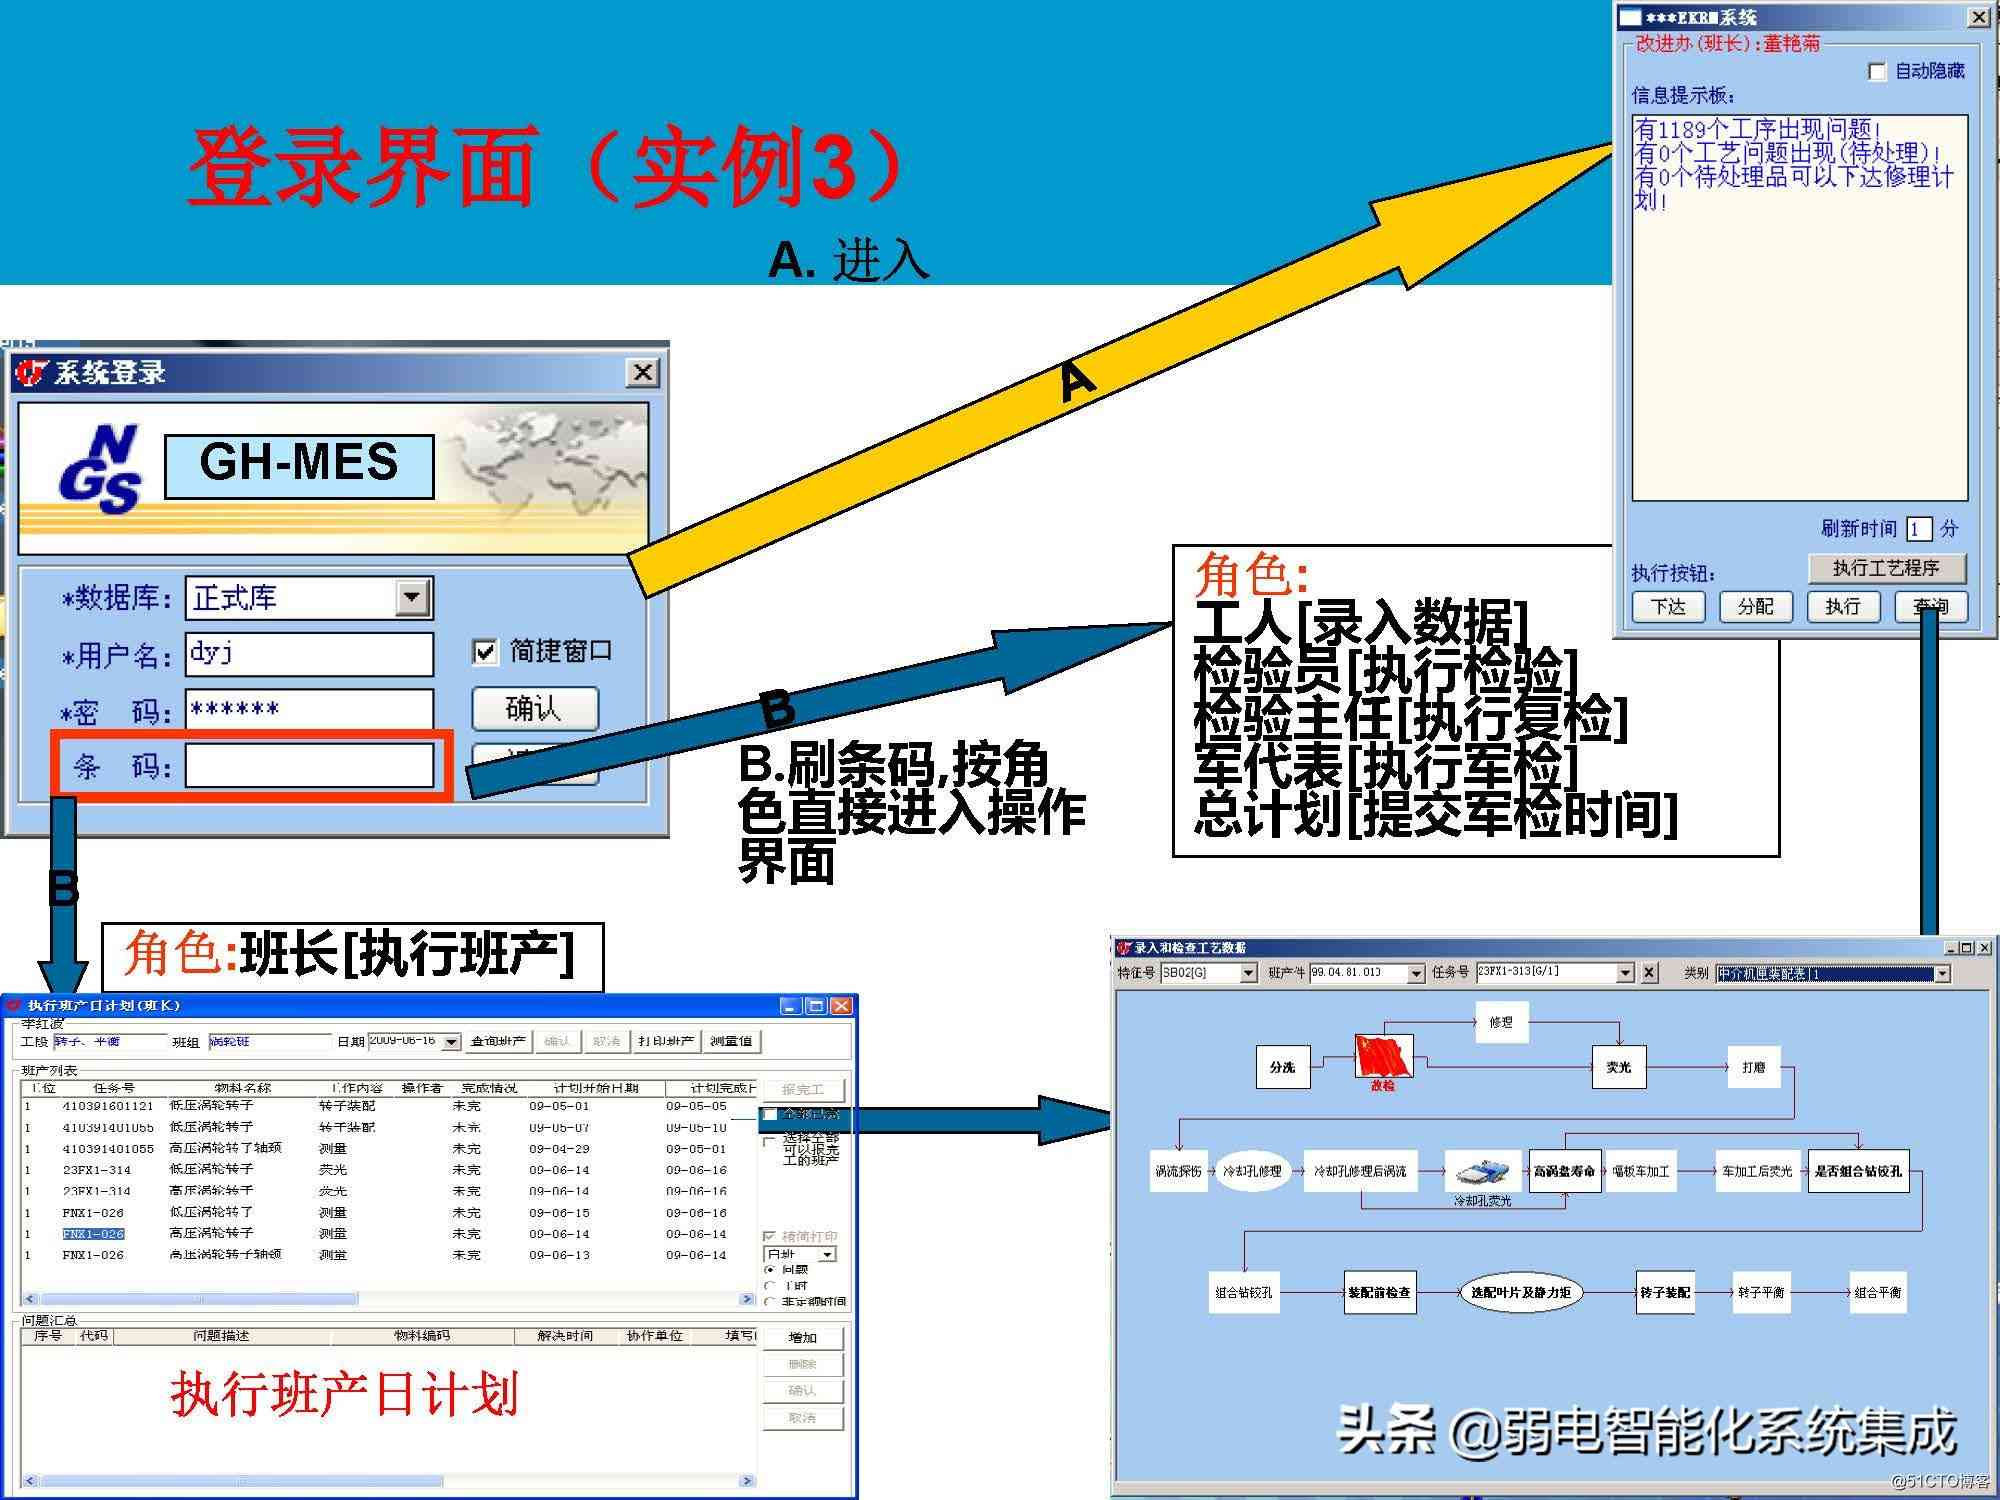 登录界面（实例3）
A. 进入
***EKRM系统
改进办(班长):董艳菊
自动隐藏
信息提示板:
有1189个工序出现问题!
有0个工艺问题出现(待处理)!
有0个待处理品可以下达修理计
划!
刷新时间 1 分
执行工艺程序
执行按钮:
下达 分配 执行 查询
A
系统登录
NGS
GH-MES
*数据库: 正式库
*用户名: dyj
简捷窗口
*密 码: ******
确认
条 码:
B
B.刷条码,按角
色直接进入操作
界面
角色:
工人[录入数据]
检验员[执行检验]
检验主任[执行复检]
军代表[执行军检]
总计划[提交军检时间]
B
角色:班长[执行班产]
执行班产日计划(班长)
李红波
工段 转子、平衡 班组 涡轮班 日期 2009-06-16 查询班产 确认 取消 打印班产 测量值
班产列表
工位 任务号 物料名称 工作内容 操作者 完成情况 计划开始日期 计划完成日
报完工
1 410391601121 低压涡轮转子 转子装配 未完 09-05-01 09-05-05
1 410391401055 低压涡轮转子 转子装配 未完 09-05-07 09-05-10
1 410391401055 高压涡轮转子轴颈 测量 未完 09-04-29 09-05-01
1 23FX1-314 低压涡轮转子 荧光 未完 09-06-14 09-06-16
1 23FX1-314 高压涡轮转子 荧光 未完 09-06-14 09-06-16
1 FNX1-026 低压涡轮转子 测量 未完 09-06-15 09-06-16
1 FNX1-026 高压涡轮转子 测量 未完 09-06-14 09-06-14
1 FNX1-026 高压涡轮转子轴颈 测量 未完 09-06-13 09-06-14
选择全部
可以报完
工的班产
精简打印
白班
问题
工时
非定额时间
问题汇总
序号 代码 问题描述 物料编码 解决时间 协作单位 填写
增加
删除
确认
取消
执行班产日计划
录入和检查工艺数据
特征号 SB02[G] 班产件 99.04.81.013 任务号 23FX1-313[G/1] 类别 中介机匣装配表|1
修理
分洗
故检
荧光
打磨
涡流探伤
冷却孔修理
冷却孔修理后涡流
冷却孔荧光
高涡盘寿命
幅板车加工
车加工后荧光
是否组合钻铰孔
组合钻铰孔
装配前检查
选配叶片及静力矩
转子装配
转子平衡
组合平衡
头条 @弱电智能化系统集成
@51CTO博客